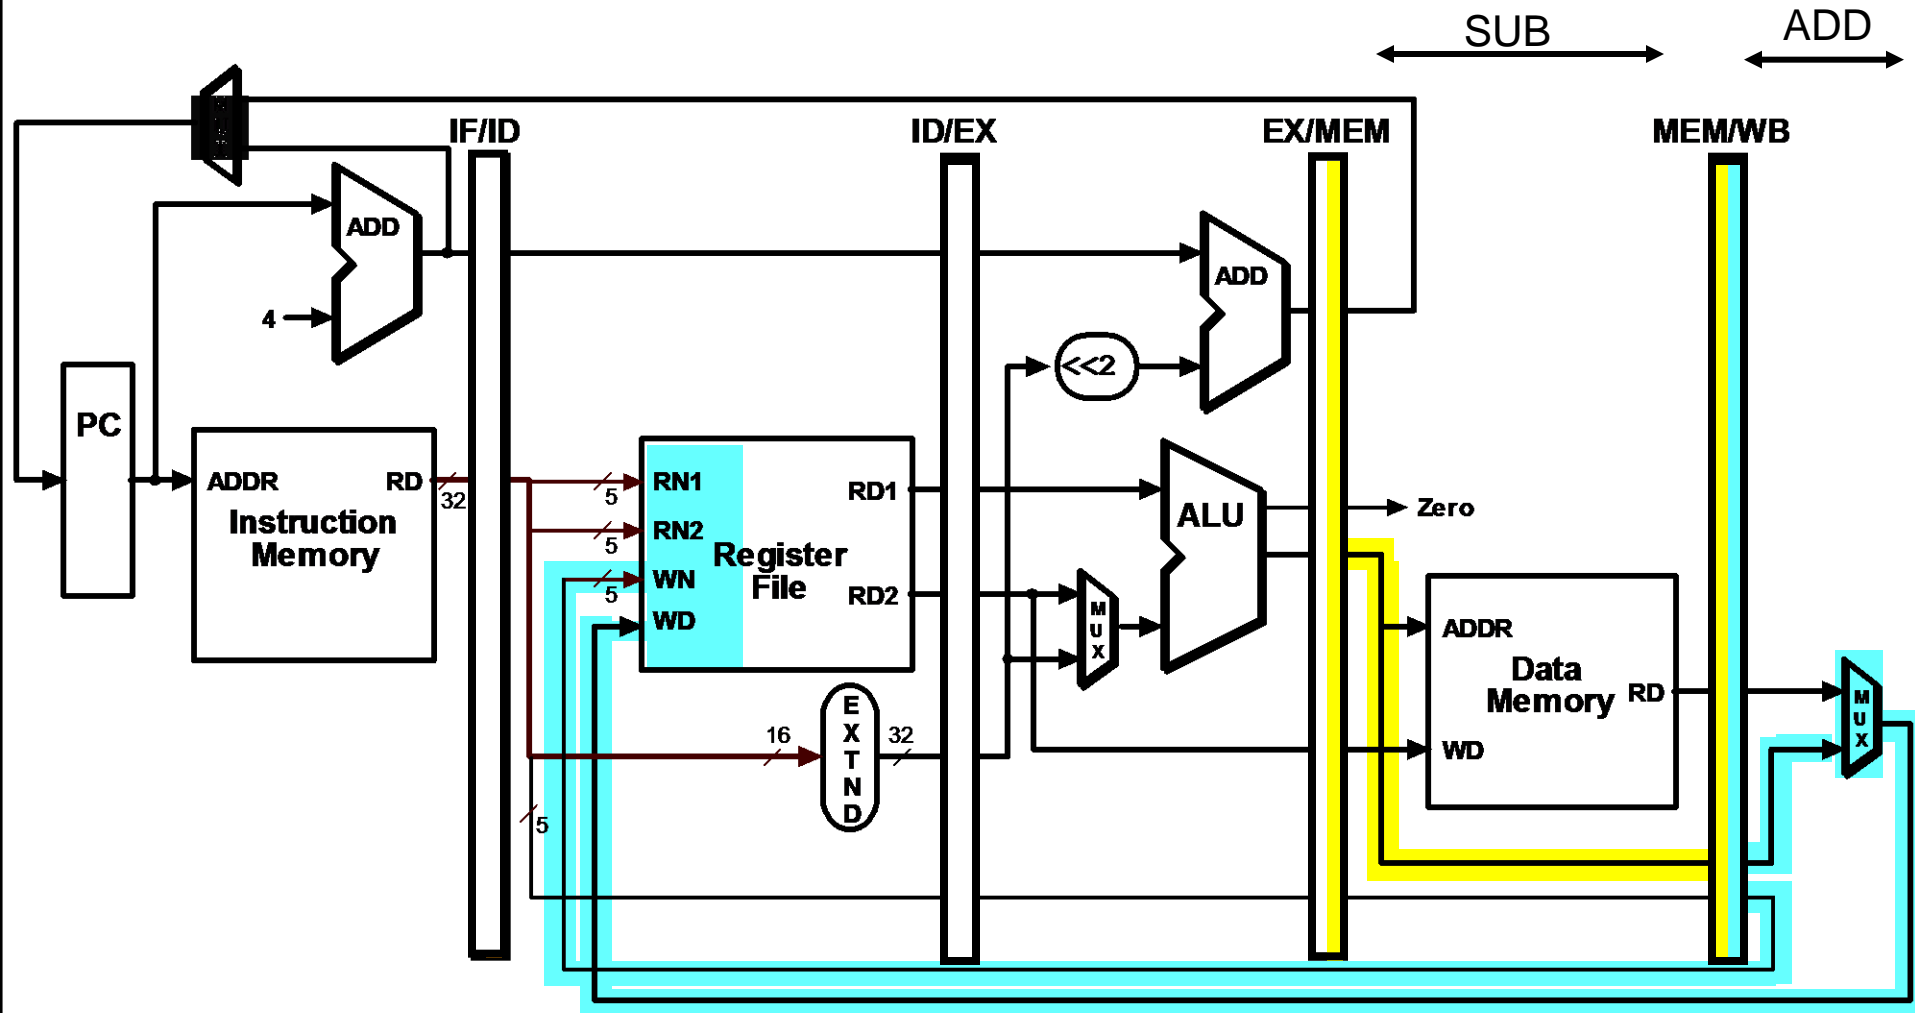 SUB
ADD
IF/ID
ID/EX
EX/MEM
MEM/WB
ADD
4
ADD
<<2
PC
ADDR
RD
32
Instruction
Memory
5
RN1
5
RN2
5
WN
WD
Register
File
RD1
RD2
16
E
X
T
N
D
32
5
M
U
X
ALU
Zero
ADDR
Data
Memory
RD
WD
M
U
X